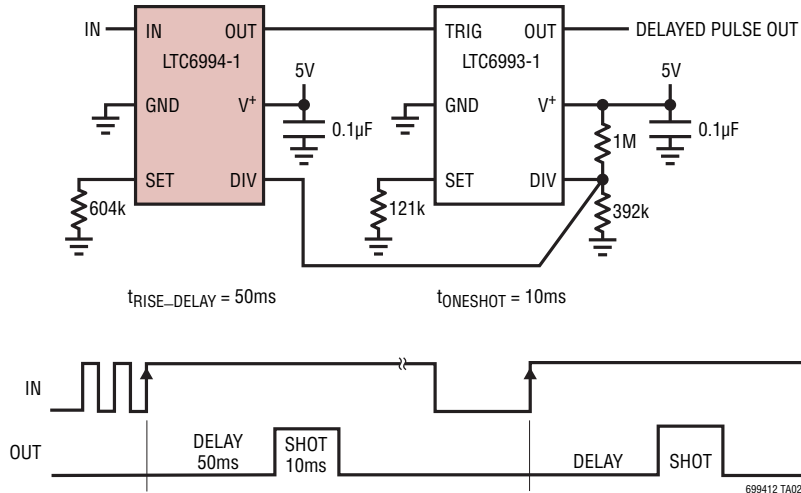 IN
IN
OUT
LTC6994-1
GND
V+
SET
DIV
5V
0.1µF
604k
TRIG
OUT
LTC6993-1
GND
V+
SET
DIV
DELAYED PULSE OUT
5V
1M
0.1µF
121k
392k
tRISE_DELAY = 50ms
tONESHOT = 10ms
IN
OUT
DELAY
50ms
SHOT
10ms
DELAY
SHOT
699412 TA02